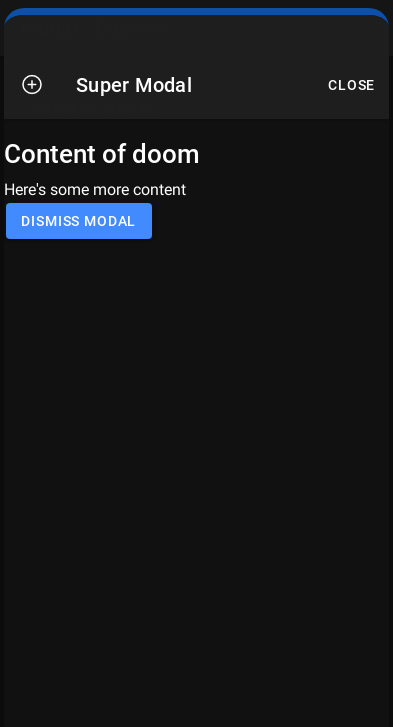 Super Modal
CLOSE
Content of doom
Here's some more content
DISMISS MODAL